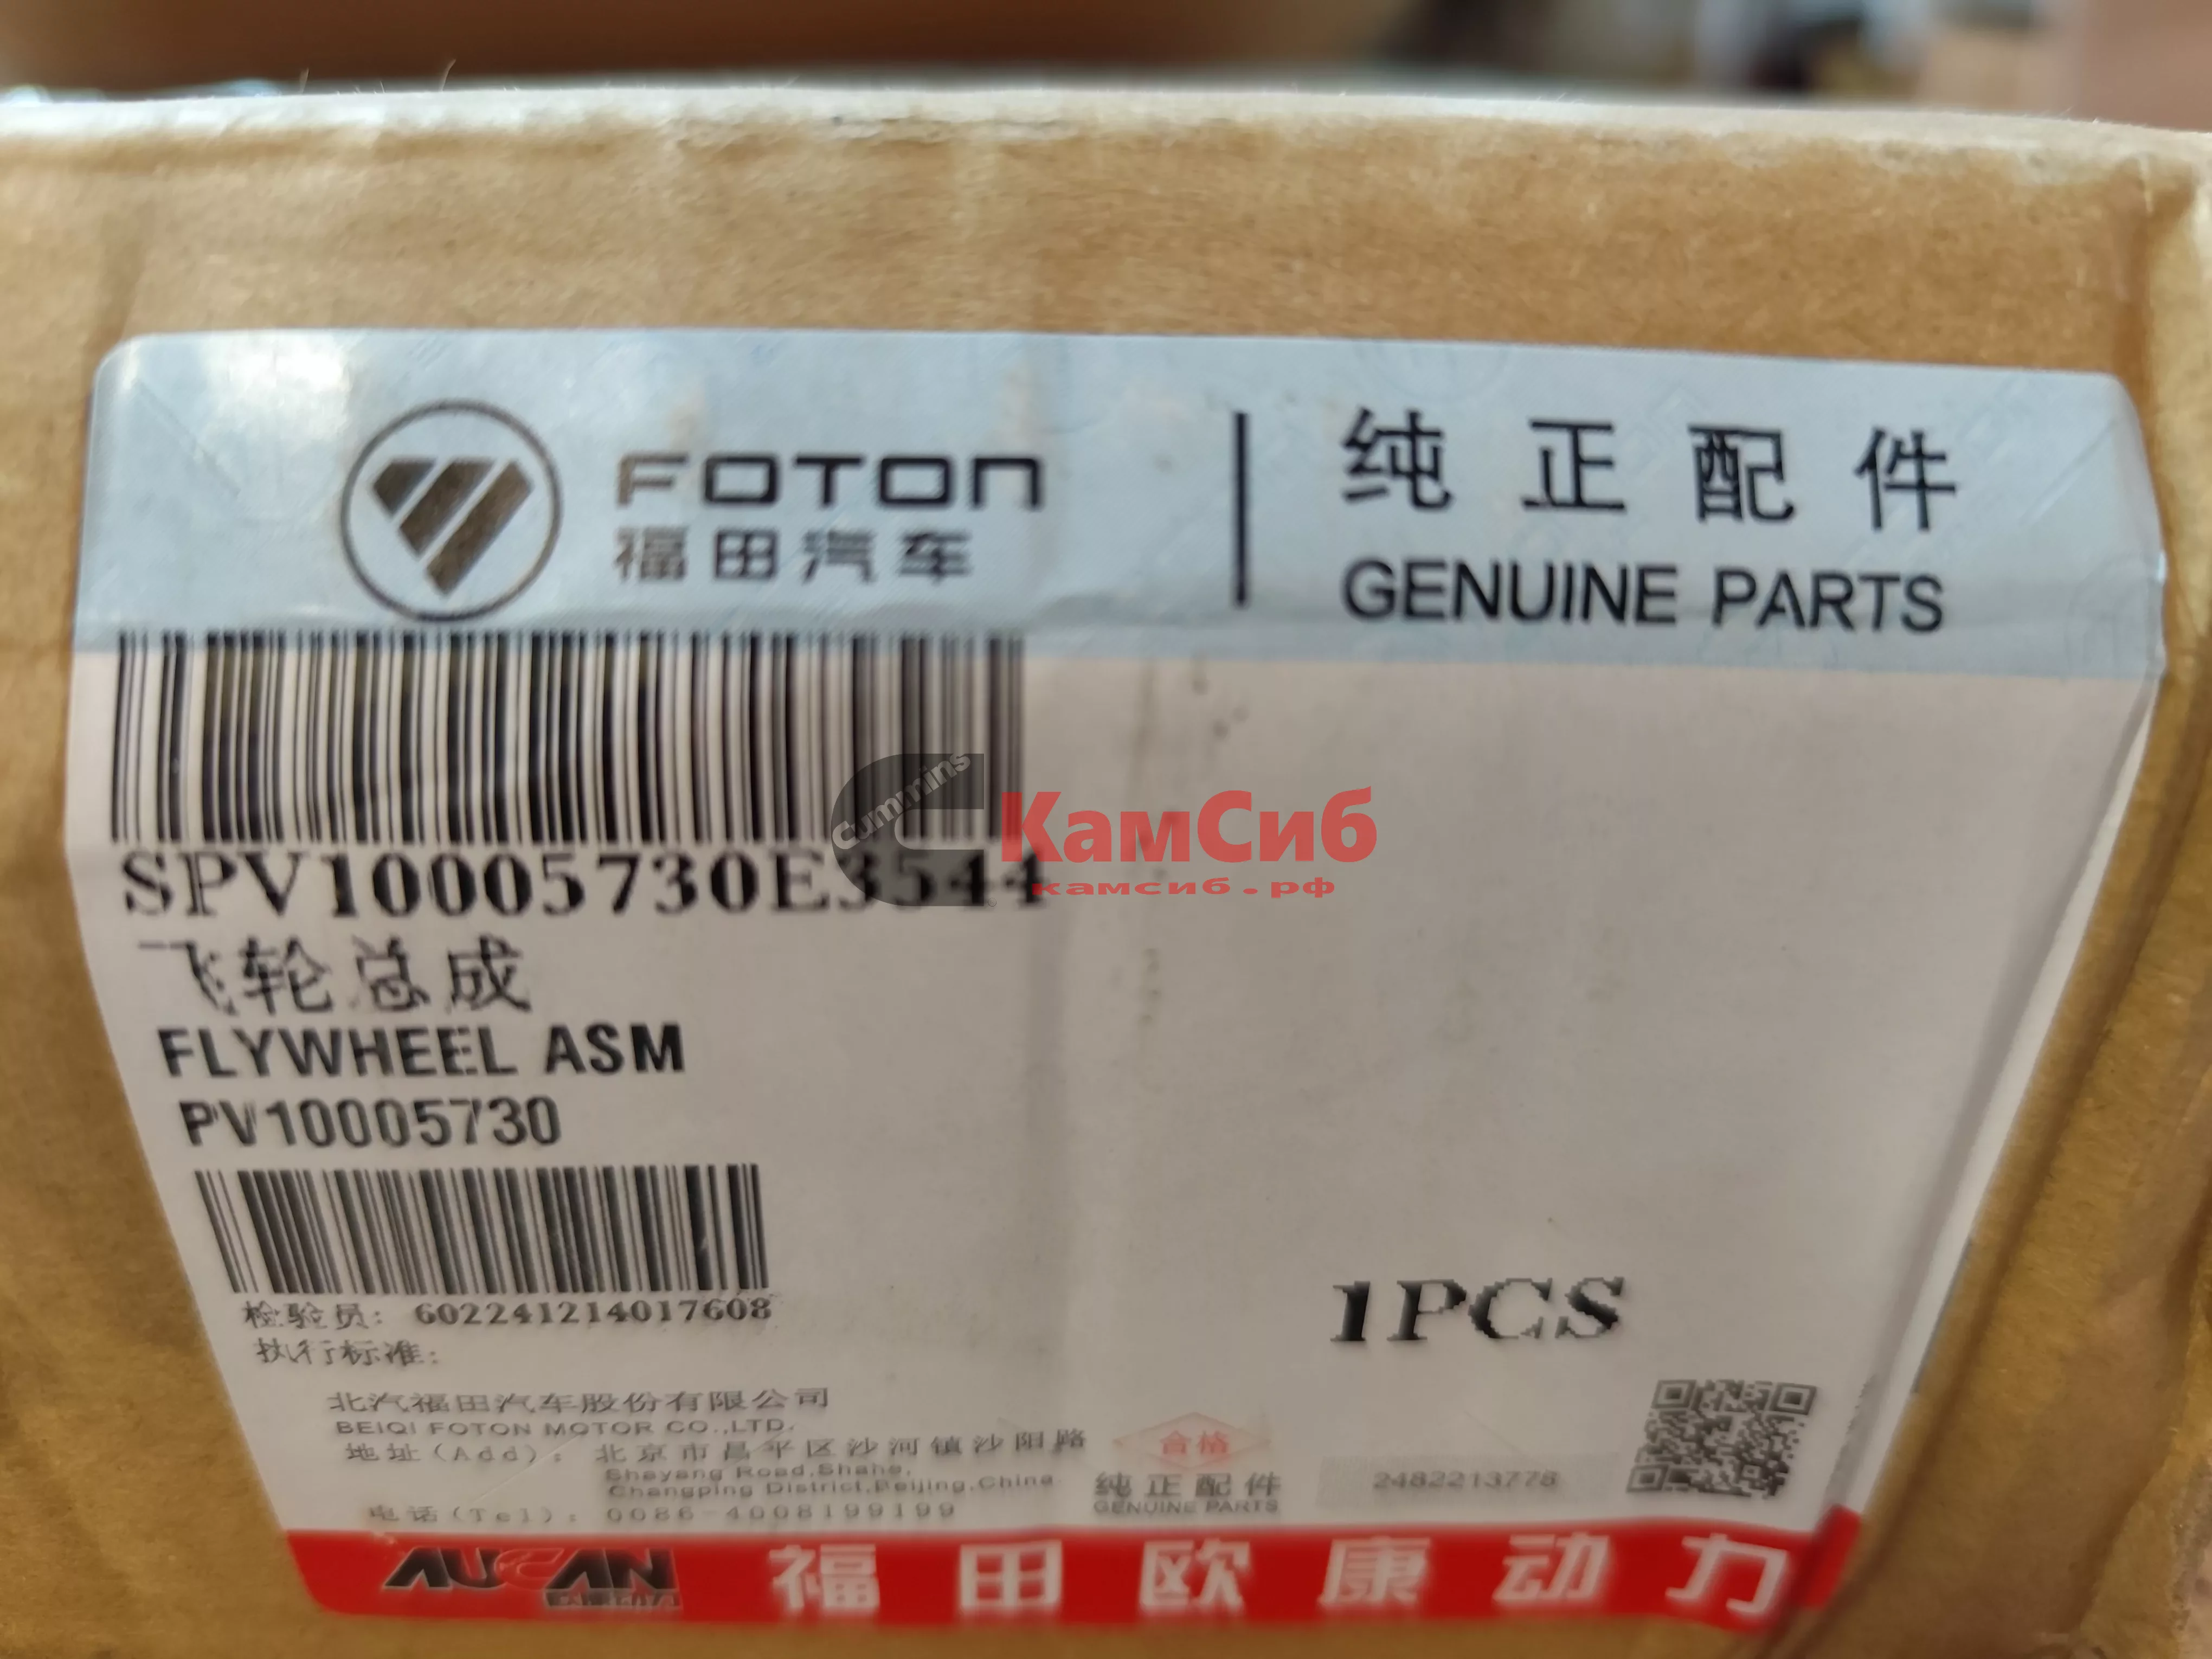 FOTON
福田汽车
纯正配件
GENUINE PARTS
Cummins
КамСиб
камсиб.рф
SPV10005730E3544
飞轮总成
FLYWHEEL ASM
PV10005730
检验员: 602241214017608
执行标准:
1PCS
北汽福田汽车股份有限公司
BEIQI FOTON MOTOR CO.,LTD.
地址(Add): 北京市昌平区沙河镇沙阳路
Shayang Road,Shahe,
Changping District,Beijing,China
电话(Tel): 0086-4008199199
合格
纯正配件
GENUINE PARTS
2482213778
AUCAN
福田欧康动力